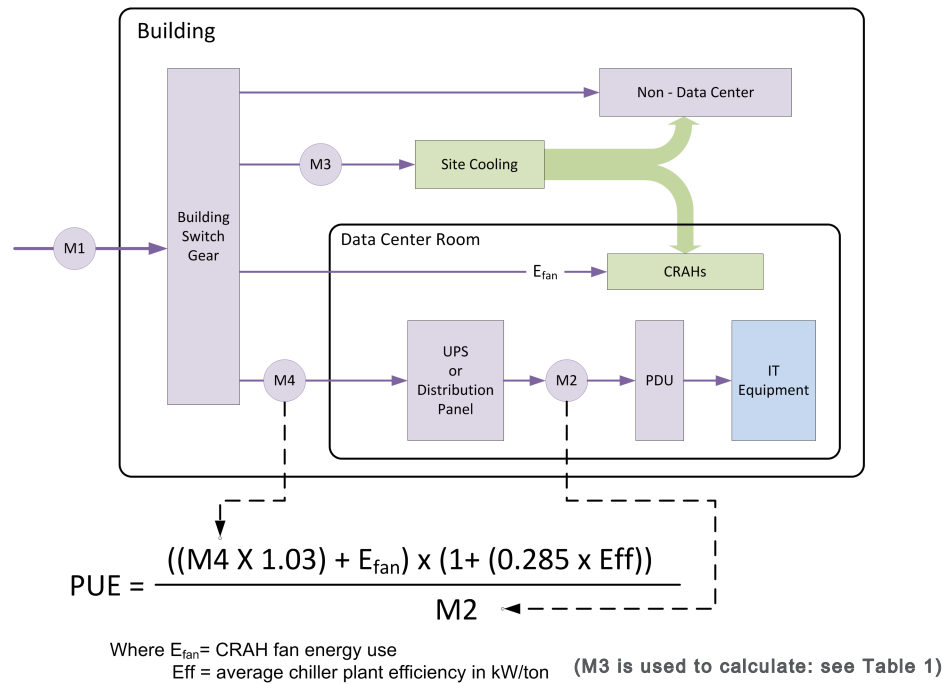 Building
Non - Data Center
M3
Site Cooling
Building
Switch
Gear
M1
Data Center Room
Efan
CRAHs
M4
UPS
or
Distribution
Panel
M2
PDU
IT
Equipment
PUE = ((M4 X 1.03) + Efan) x (1+ (0.285 x Eff))
M2
Where Efan= CRAH fan energy use
Eff = average chiller plant efficiency in kW/ton
(M3 is used to calculate: see Table 1)